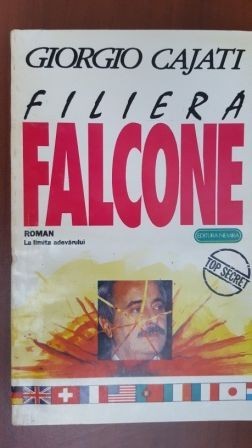 GIORGIO CAJATI
FILIERA
FALCONE
ROMAN
La limita adevărului
EDITURA NEMIRA
TOP SECRET